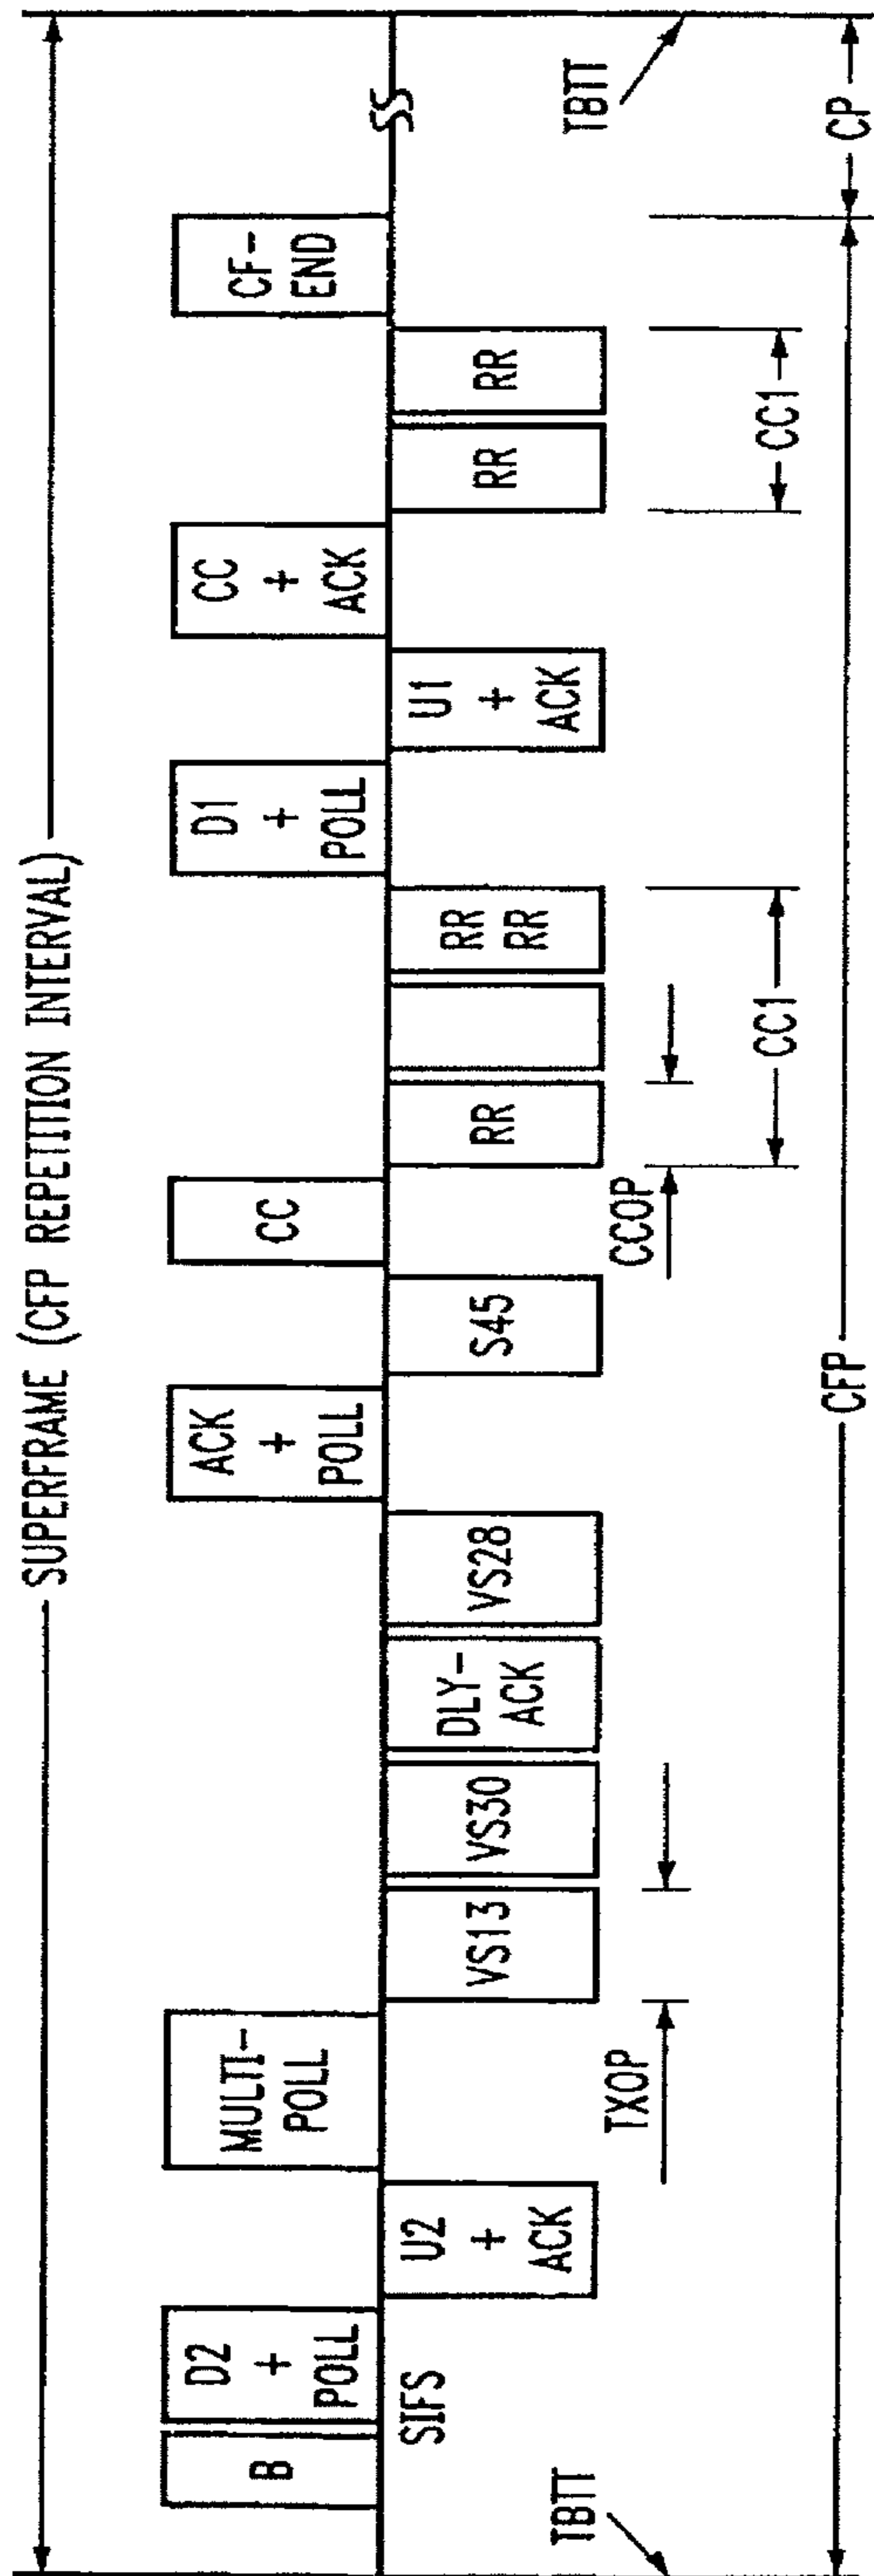 SUPERFRAME (CFP REPETITION INTERVAL)
B
D2
+
POLL
SIFS
U2
+
ACK
MULTI-
POLL
VS13
VS30
DLY-
ACK
VS28
ACK
+
POLL
S45
CC
RR
RR
RR
D1
+
POLL
U1
+
ACK
CC
+
ACK
RR
RR
CF-
END
TBTT
TXOP
CCOP
CC1
CC1
TBTT
CFP
CP